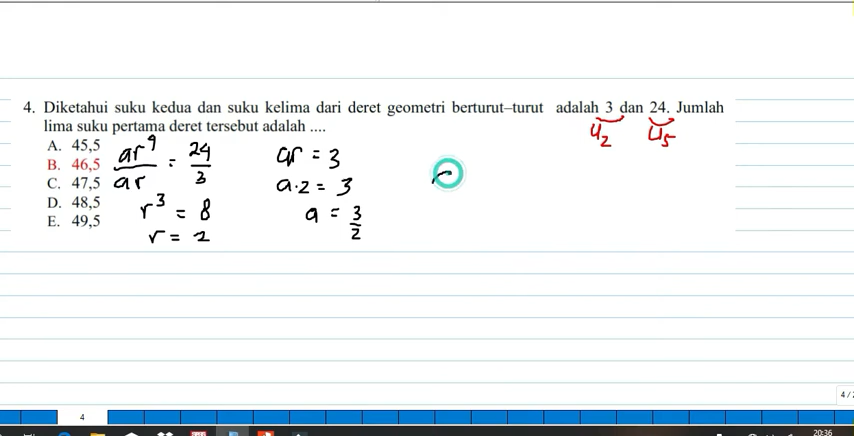 4. Diketahui suku kedua dan suku kelima dari deret geometri berturut–turut adalah 3 dan 24. Jumlah
lima suku pertama deret tersebut adalah ....
U₂ U₅
A. 45,5
B. 46,5
C. 47,5
D. 48,5
E. 49,5
ar⁴/ar = 24/3
r³ = 8
r = 2
ar = 3
a.2 = 3
a = 3/2
4/2
4
20:36